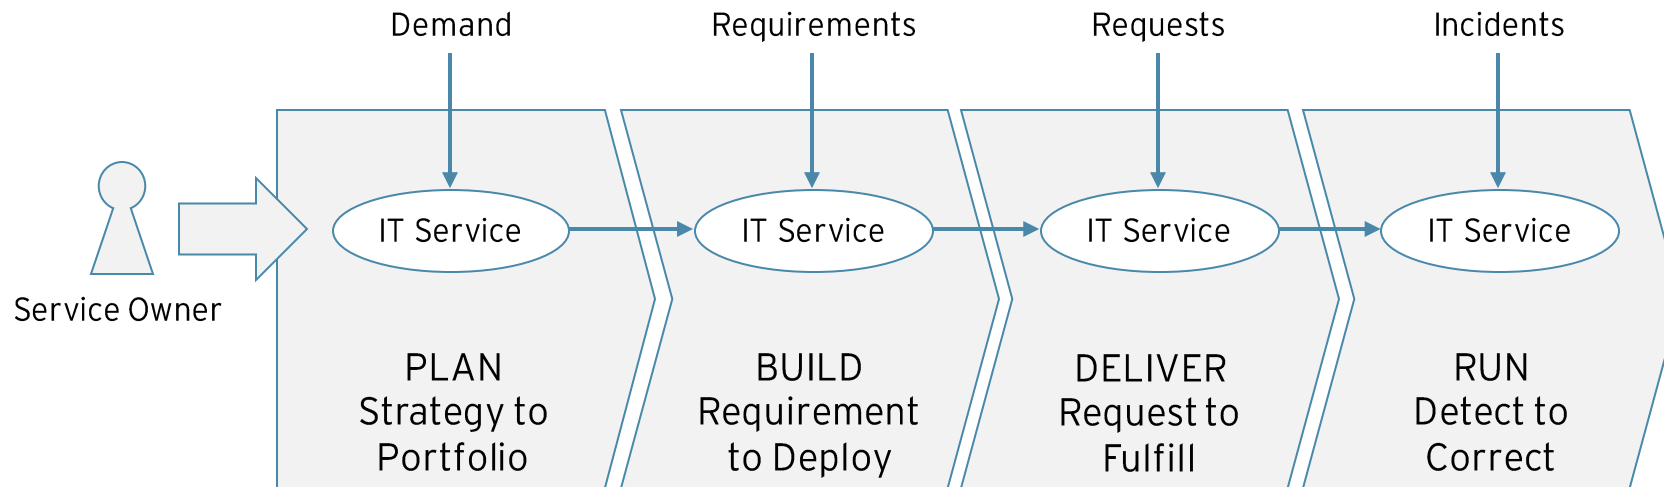 Demand
Requirements
Requests
Incidents
IT Service
IT Service
IT Service
IT Service
Service Owner
PLAN
Strategy to
Portfolio
BUILD
Requirement
to Deploy
DELIVER
Request to
Fulfill
RUN
Detect to
Correct